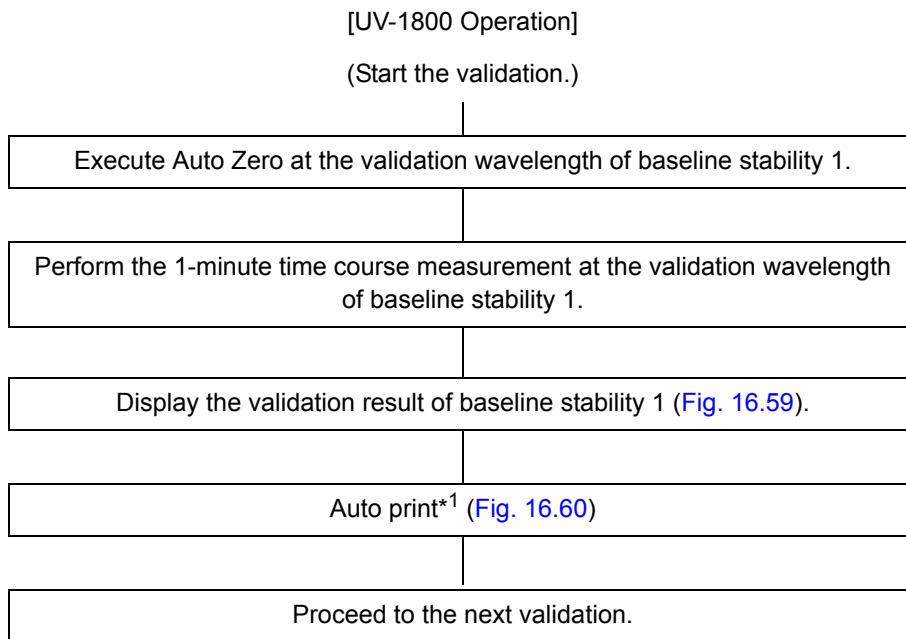 [UV-1800 Operation]
(Start the validation.)
Execute Auto Zero at the validation wavelength of baseline stability 1.
Perform the 1-minute time course measurement at the validation wavelength
of baseline stability 1.
Display the validation result of baseline stability 1 (Fig. 16.59).
Auto print*1 (Fig. 16.60)
Proceed to the next validation.